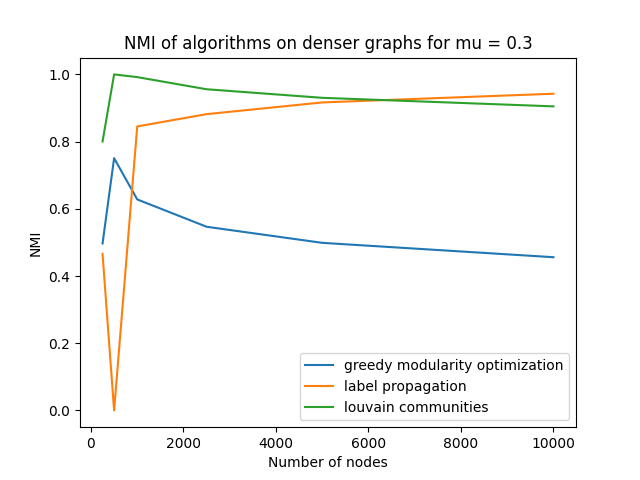 NMI of algorithms on denser graphs for mu = 0.3
1.0
0.8
0.6
0.4
0.2
0.0
NMI
greedy modularity optimization
label propagation
louvain communities
0 2000 4000 6000 8000 10000
Number of nodes